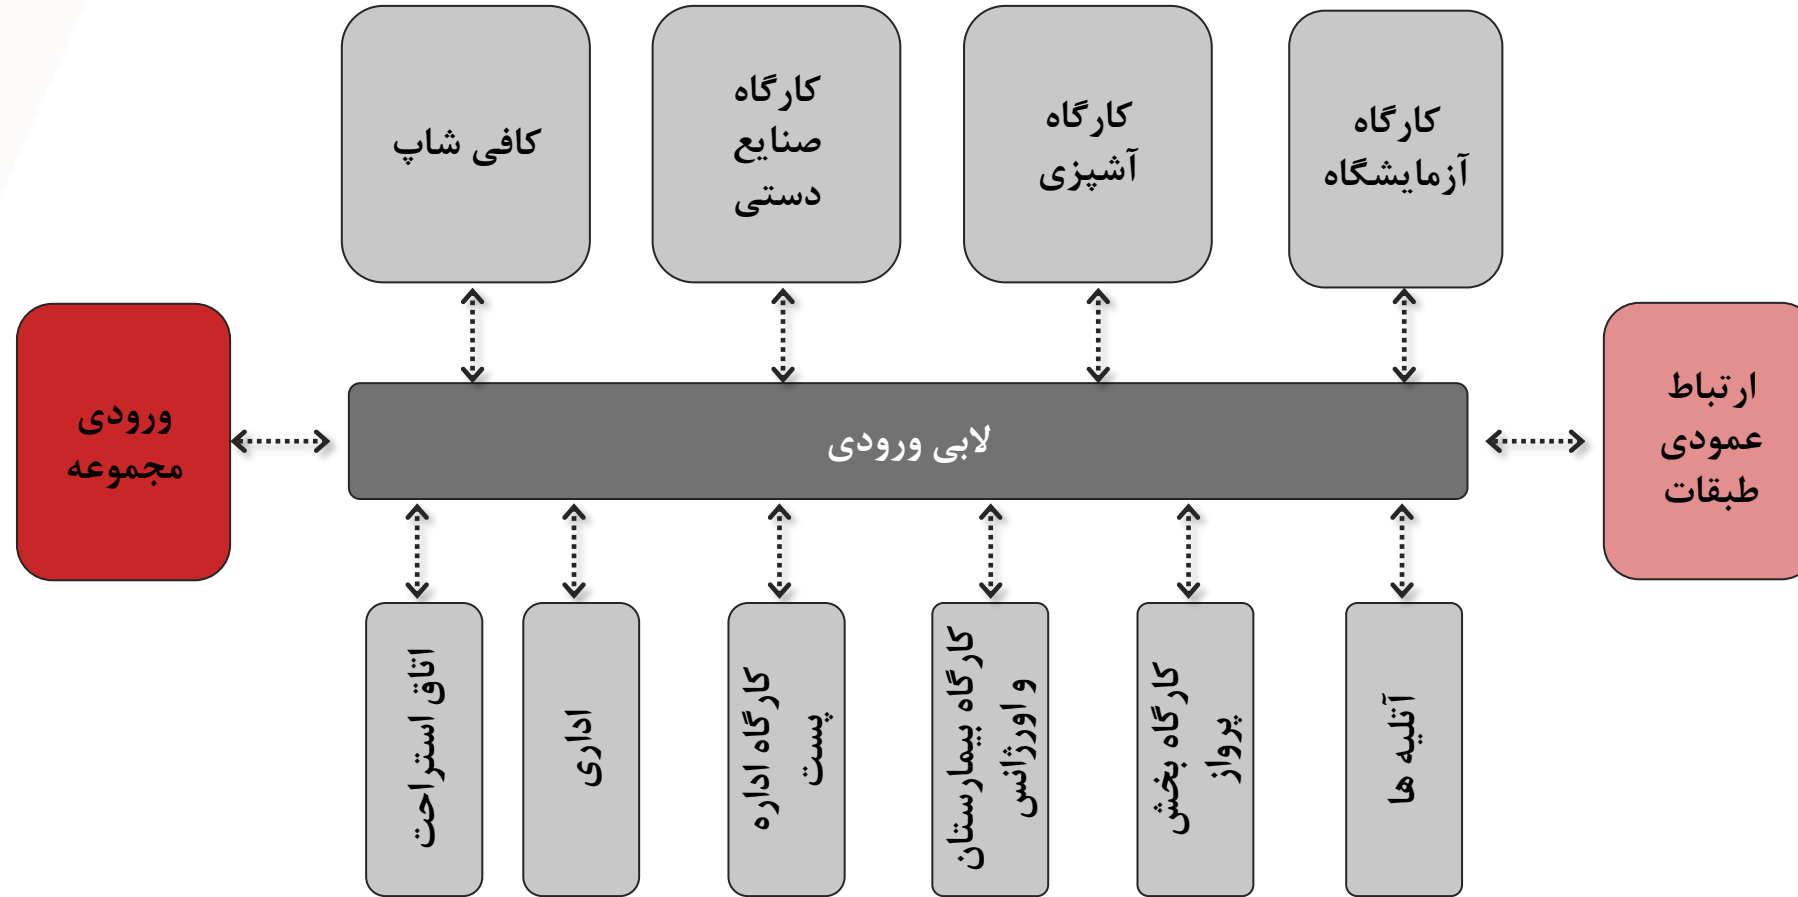 کارگاه
آزمایشگاه
کارگاه
آشپزی
کارگاه
صنایع
دستی
کافی شاپ
ارتباط
عمودی
طبقات
لابی ورودی
ورودی
مجموعه
آتلیه ها
کارگاه بخش
پرواز
کارگاه بیمارستان
و اورژانس
کارگاه اداره
پست
اداری
اتاق استراحت